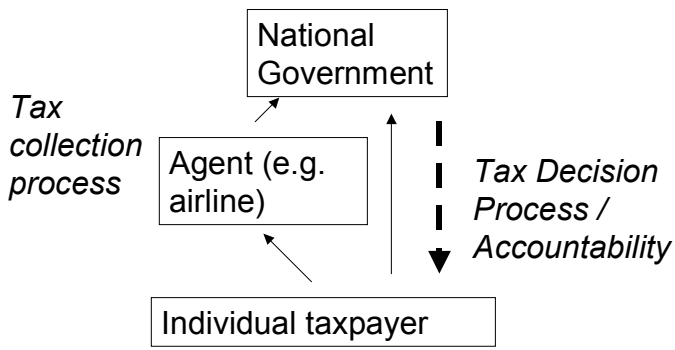 National
Government
Tax
collection
process
Agent (e.g.
airline)
Tax Decision
Process /
Accountability
Individual taxpayer